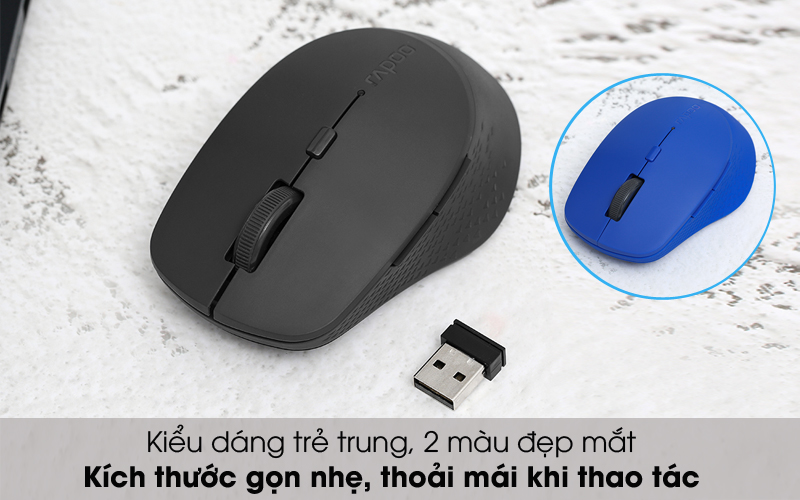 rapoo
Kiểu dáng trẻ trung, 2 màu đẹp mắt
Kích thước gọn nhẹ, thoải mái khi thao tác